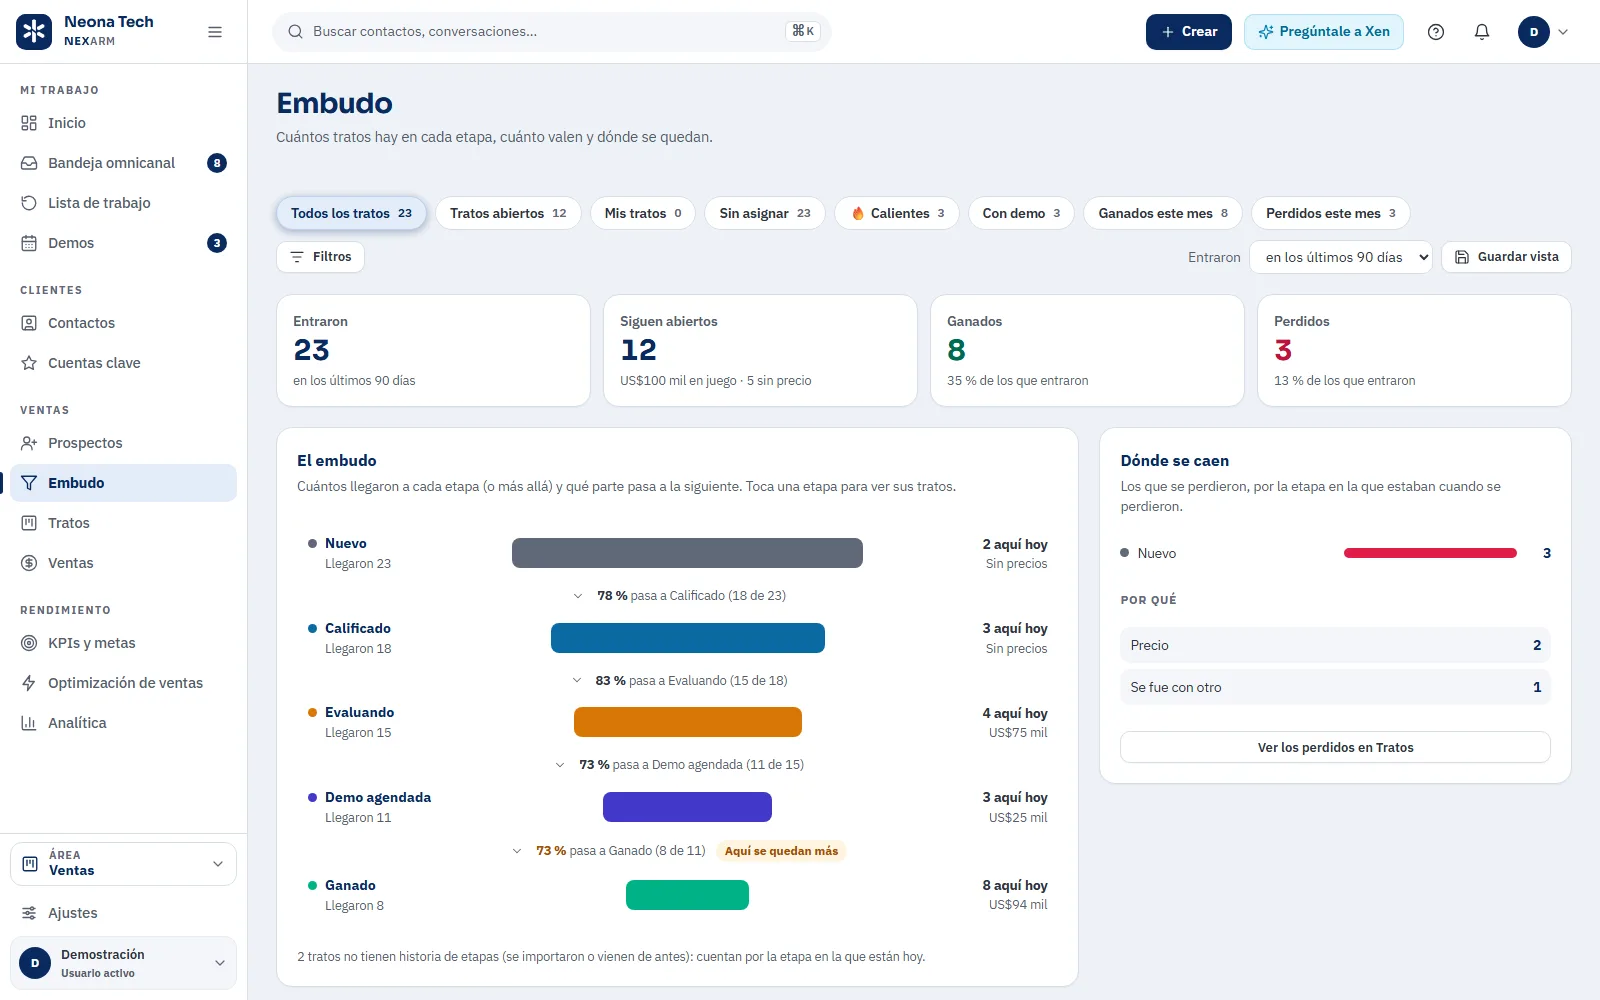 Neona Tech
NEXARM
Buscar contactos, conversaciones...
⌘K
Crear
Pregúntale a Xen
D
MI TRABAJO
Inicio
Bandeja omnicanal 8
Lista de trabajo
Demos 3
CLIENTES
Contactos
Cuentas clave
VENTAS
Prospectos
Embudo
Tratos
Ventas
RENDIMIENTO
KPIs y metas
Optimización de ventas
Analítica
ÁREA
Ventas
Ajustes
D
Demostración
Usuario activo
Embudo
Cuántos tratos hay en cada etapa, cuánto valen y dónde se quedan.
Todos los tratos 23
Tratos abiertos 12
Mis tratos 0
Sin asignar 23
🔥 Calientes 3
Con demo 3
Ganados este mes 8
Perdidos este mes 3
Filtros
Entraron
en los últimos 90 días
Guardar vista
Entraron
23
en los últimos 90 días
Siguen abiertos
12
US$100 mil en juego · 5 sin precio
Ganados
8
35 % de los que entraron
Perdidos
3
13 % de los que entraron
El embudo
Cuántos llegaron a cada etapa (o más allá) y qué parte pasa a la siguiente. Toca una etapa para ver sus tratos.
Nuevo
Llegaron 23
2 aquí hoy
Sin precios
78 % pasa a Calificado (18 de 23)
Calificado
Llegaron 18
3 aquí hoy
Sin precios
83 % pasa a Evaluando (15 de 18)
Evaluando
Llegaron 15
4 aquí hoy
US$75 mil
73 % pasa a Demo agendada (11 de 15)
Demo agendada
Llegaron 11
3 aquí hoy
US$25 mil
73 % pasa a Ganado (8 de 11)
Aquí se quedan más
Ganado
Llegaron 8
8 aquí hoy
US$94 mil
2 tratos no tienen historia de etapas (se importaron o vienen de antes): cuentan por la etapa en la que están hoy.
Dónde se caen
Los que se perdieron, por la etapa en la que estaban cuando se
perdieron.
Nuevo 3
POR QUÉ
Precio 2
Se fue con otro 1
Ver los perdidos en Tratos